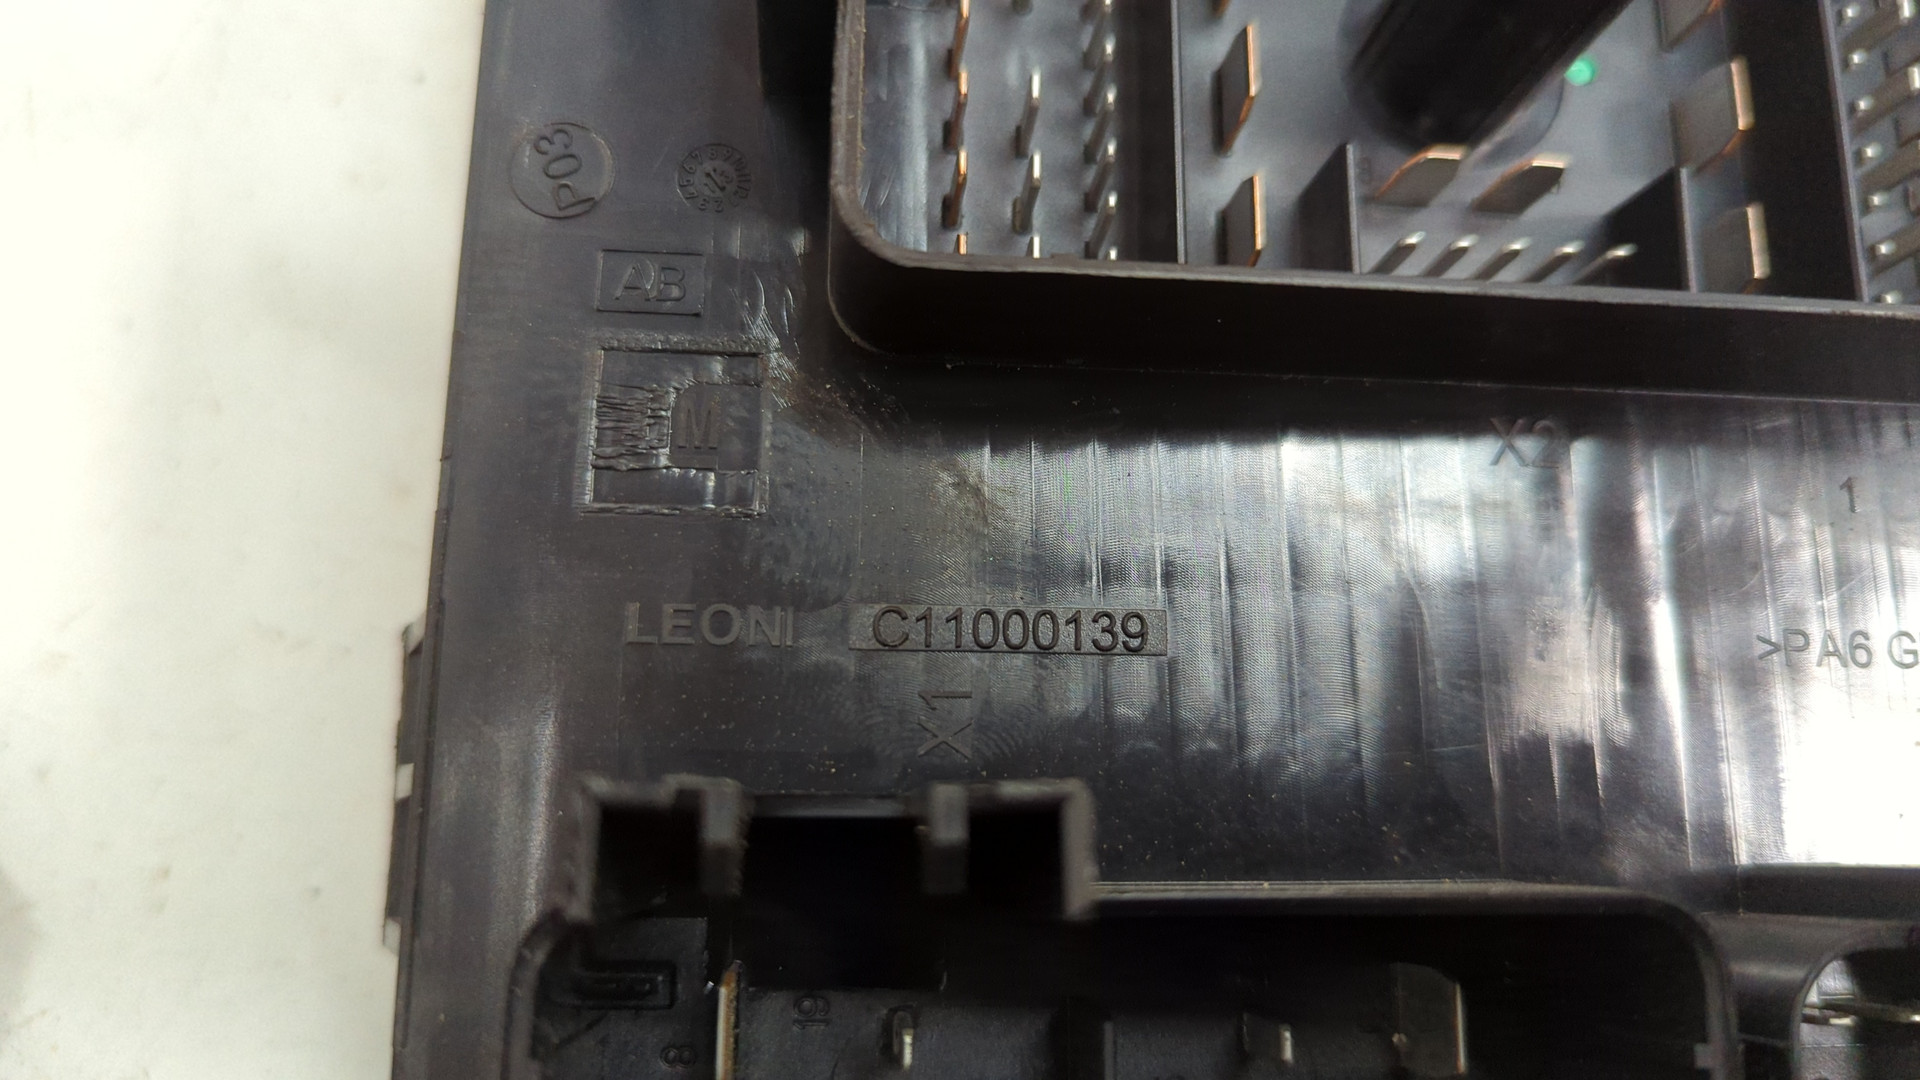 P03
AB
M
X2
1
LEONI C11000139
>PA6 G
X1
19
8